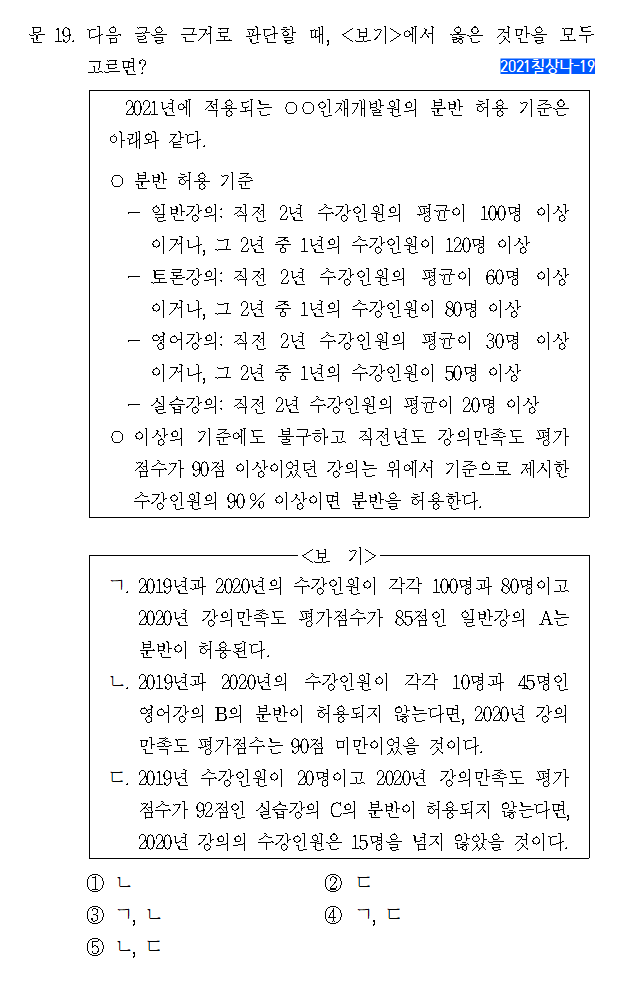 문 19. 다음 글을 근거로 판단할 때, <보기>에서 옳은 것만을 모두
고르면?
2021침상나-19
2021년에 적용되는 ○○인재개발원의 분반 허용 기준은
아래와 같다.
○ 분반 허용 기준
－ 일반강의: 직전 2년 수강인원의 평균이 100명 이상
이거나, 그 2년 중 1년의 수강인원이 120명 이상
－ 토론강의: 직전 2년 수강인원의 평균이 60명 이상
이거나, 그 2년 중 1년의 수강인원이 80명 이상
－ 영어강의: 직전 2년 수강인원의 평균이 30명 이상
이거나, 그 2년 중 1년의 수강인원이 50명 이상
－ 실습강의: 직전 2년 수강인원의 평균이 20명 이상
○ 이상의 기준에도 불구하고 직전년도 강의만족도 평가
점수가 90점 이상이었던 강의는 위에서 기준으로 제시한
수강인원의 90% 이상이면 분반을 허용한다.
<보 기>
ㄱ. 2019년과 2020년의 수강인원이 각각 100명과 80명이고
2020년 강의만족도 평가점수가 85점인 일반강의 A는
분반이 허용된다.
ㄴ. 2019년과 2020년의 수강인원이 각각 10명과 45명인
영어강의 B의 분반이 허용되지 않는다면, 2020년 강의
만족도 평가점수는 90점 미만이었을 것이다.
ㄷ. 2019년 수강인원이 20명이고 2020년 강의만족도 평가
점수가 92점인 실습강의 C의 분반이 허용되지 않는다면,
2020년 강의의 수강인원은 15명을 넘지 않았을 것이다.
① ㄴ ② ㄷ
③ ㄱ, ㄴ ④ ㄱ, ㄷ
⑤ ㄴ, ㄷ